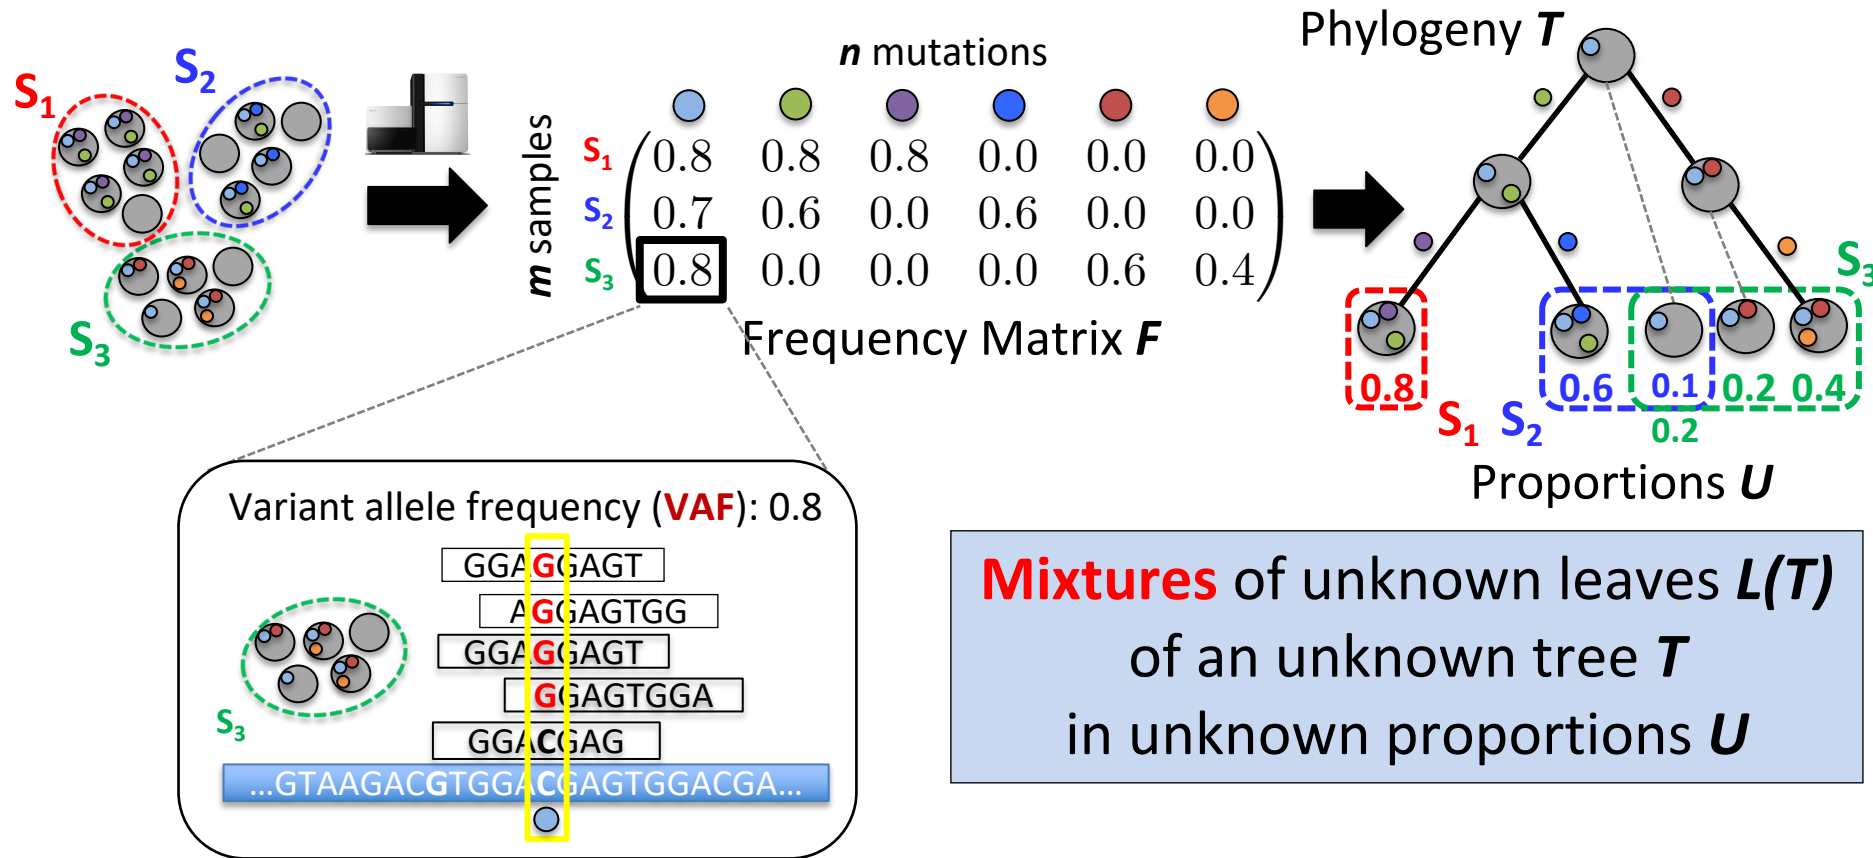 S1
S2
S3
n mutations
m samples
S1 0.8 0.8 0.8 0.0 0.0 0.0
S2 0.7 0.6 0.0 0.6 0.0 0.0
S3 0.8 0.0 0.0 0.0 0.6 0.4
Frequency Matrix F
Phylogeny T
S3
0.8 0.6 0.1 0.2 0.4
S1 S2 0.2
Proportions U
Variant allele frequency (VAF): 0.8
GGAGGAGT
AGGAGTGG
GGAGGAGT
GGAGTGGA
GGACGAG
...GTAAGACGTGGACGAGTGGACGA...
S3
Mixtures of unknown leaves L(T)
of an unknown tree T
in unknown proportions U